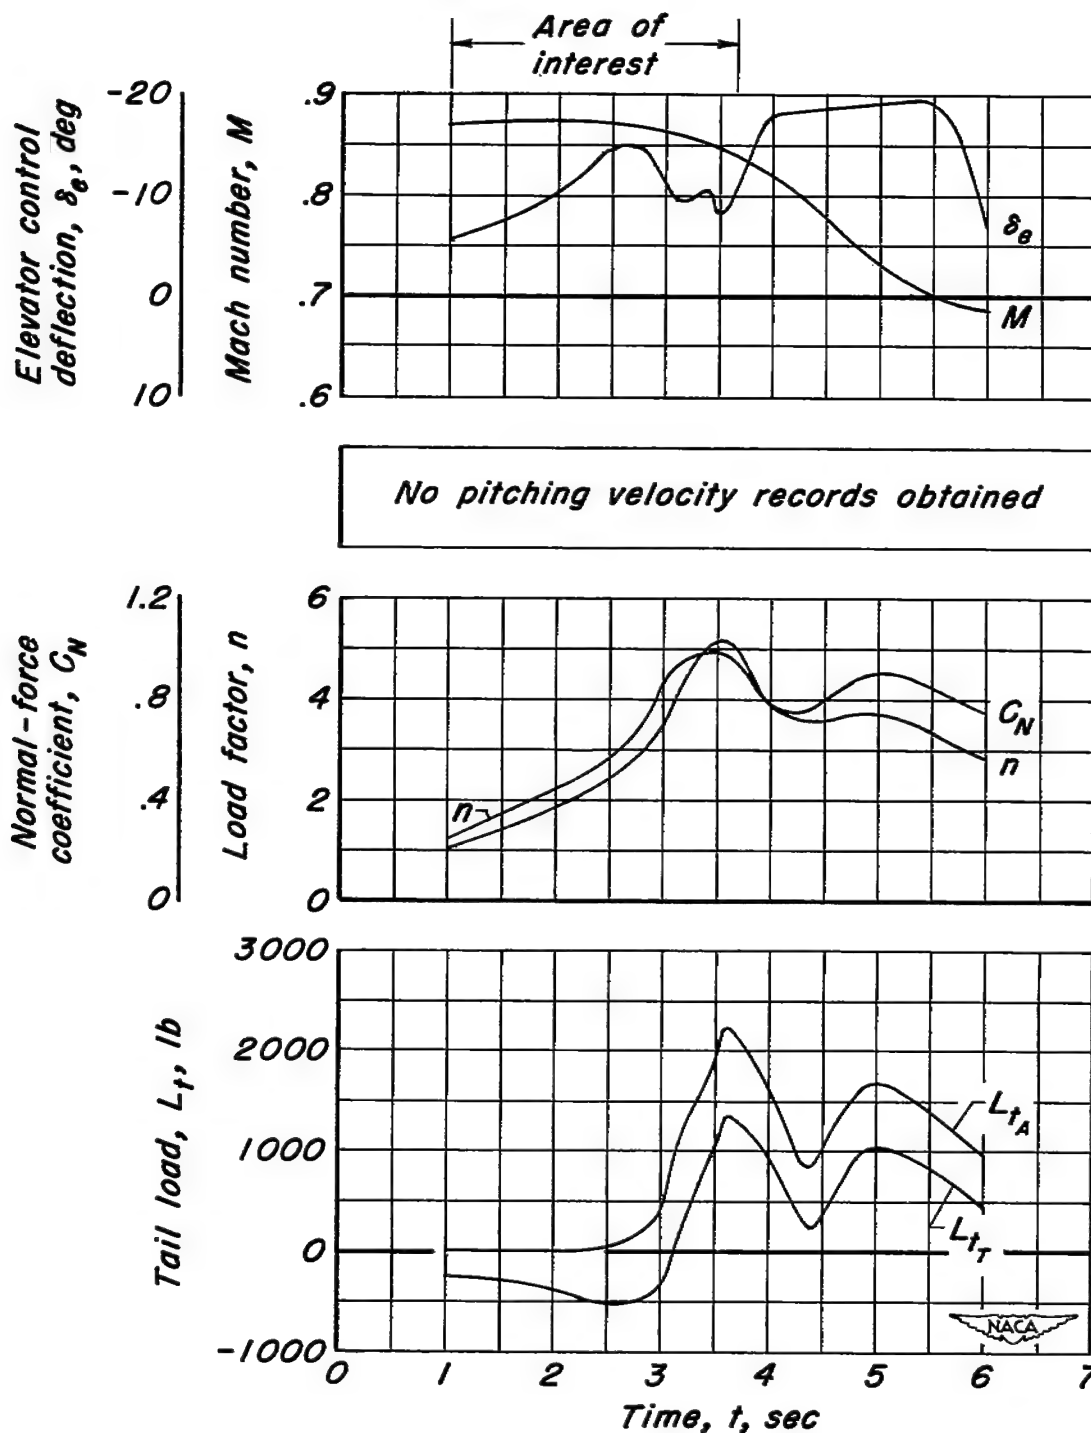 Area of
interest
Elevator control
deflection, δe, deg
-20
-10
0
10
Mach number, M
.9
.8
.7
.6
δe
M
No pitching velocity records obtained
Normal-force
coefficient, CN
1.2
.8
.4
0
Load factor, n
6
4
2
0
n
CN
n
Tail load, Lt, lb
3000
2000
1000
0
-1000
LtA
LtT
NACA
0 1 2 3 4 5 6 7
Time, t, sec